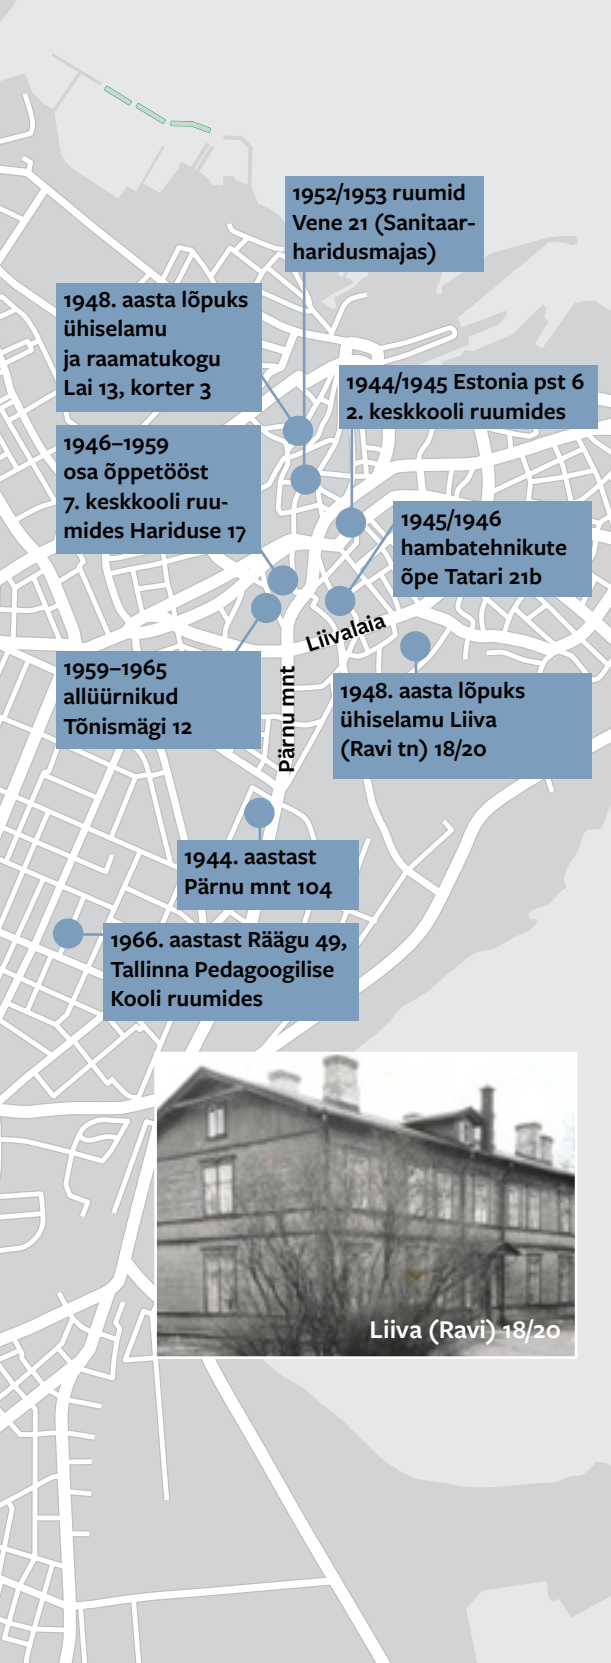 1952/1953 ruumid
Vene 21 (Sanitaar-
haridusmajas)
1948. aasta lõpuks
ühiselamu
ja raamatukogu
Lai 13, korter 3
1944/1945 Estonia pst 6
2. keskkooli ruumides
1946–1959
osa õppetööst
7. keskkooli ruu-
mides Hariduse 17
1945/1946
hambatehnikute
õpe Tatari 21b
Liivalaia
1959–1965
allüürnikud
Tõnismägi 12
Pärnu mnt
1948. aasta lõpuks
ühiselamu Liiva
(Ravi tn) 18/20
1944. aastast
Pärnu mnt 104
1966. aastast Räägu 49,
Tallinna Pedagoogilise
Kooli ruumides
Liiva (Ravi) 18/20